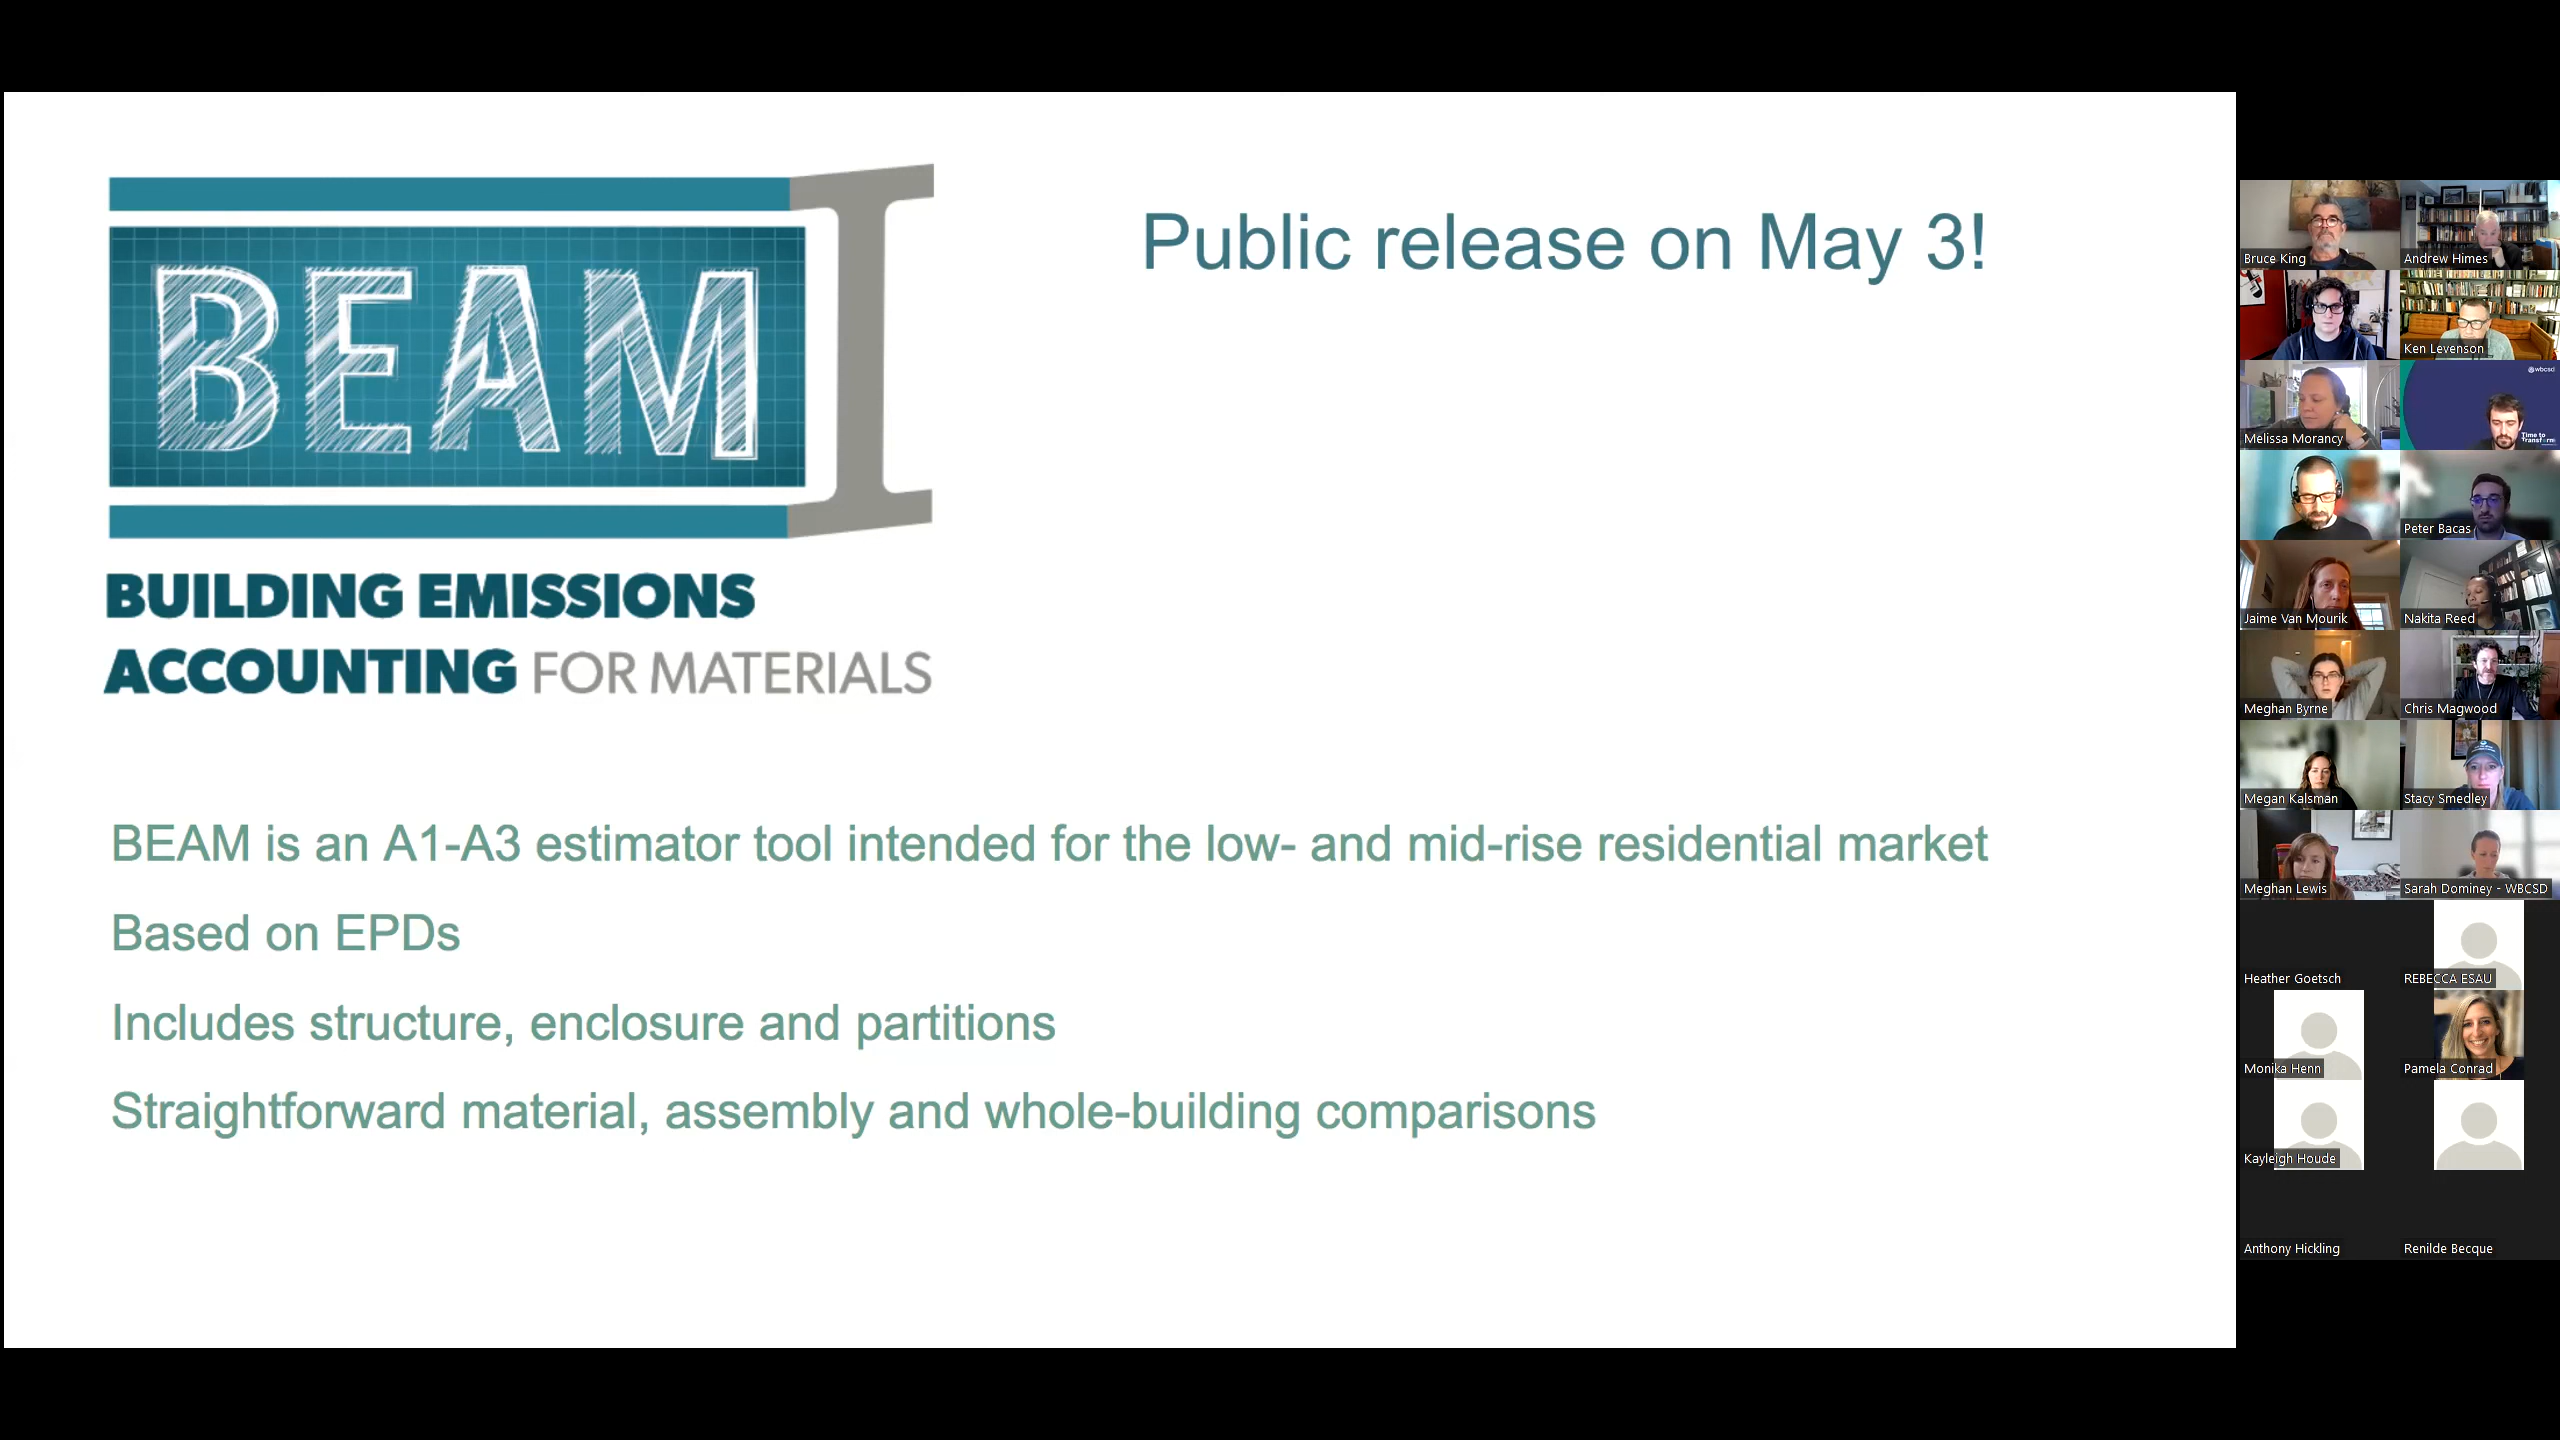 BEAM
BUILDING EMISSIONS
ACCOUNTING FOR MATERIALS
Public release on May 3!
BEAM is an A1-A3 estimator tool intended for the low- and mid-rise residential market
Based on EPDs
Includes structure, enclosure and partitions
Straightforward material, assembly and whole-building comparisons
Bruce King
Andrew Himes
Ken Levenson
Melissa Morancy
wbcsd
Time to
Transform
Peter Bacas
Jaime Van Mourik
Nakita Reed
Meghan Byrne
Chris Magwood
Megan Kalsman
Stacy Smedley
Meghan Lewis
Sarah Dominey - WBCSD
Heather Goetsch
REBECCA ESAU
Monika Henn
Pamela Conrad
Kayleigh Houde
Anthony Hickling
Renilde Becque